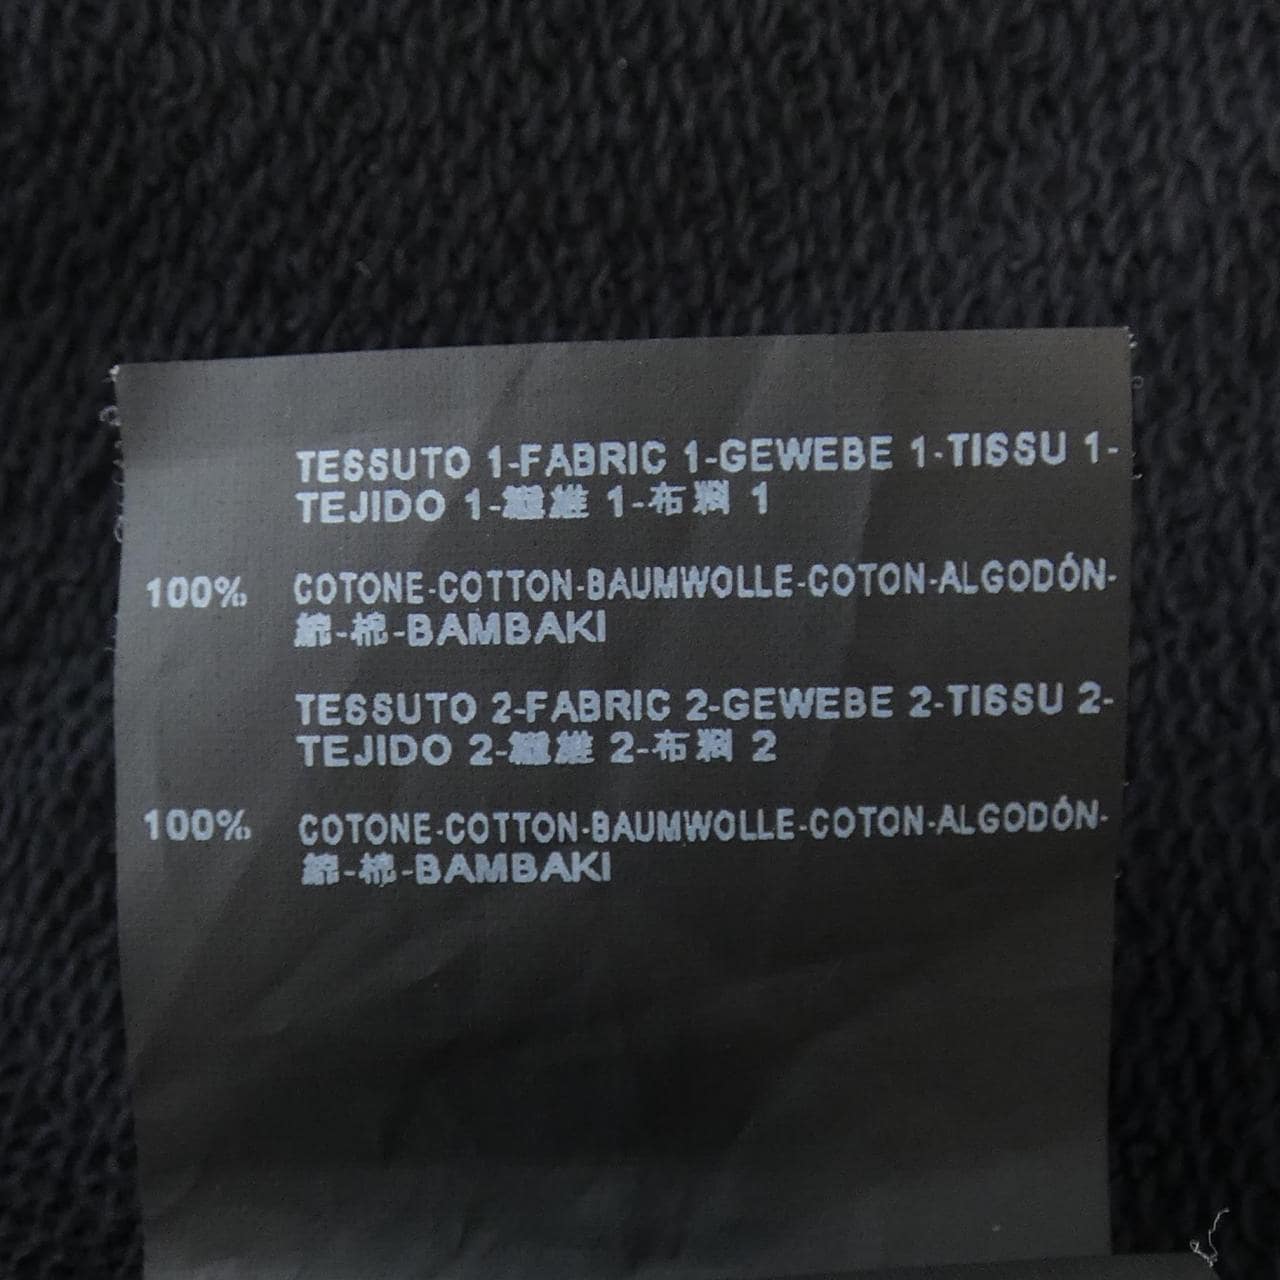 TESSUTO 1-FABRIC 1-GEWEBE 1-TISSU 1-
TEJIDO 1-繊維 1-布料 1
100% COTONE-COTTON-BAUMWOLLE-COTON-ALGODÓN-
綿-棉-BAMBAKI
TESSUTO 2-FABRIC 2-GEWEBE 2-TISSU 2-
TEJIDO 2-繊維 2-布料 2
100% COTONE-COTTON-BAUMWOLLE-COTON-ALGODÓN-
綿-棉-BAMBAKI